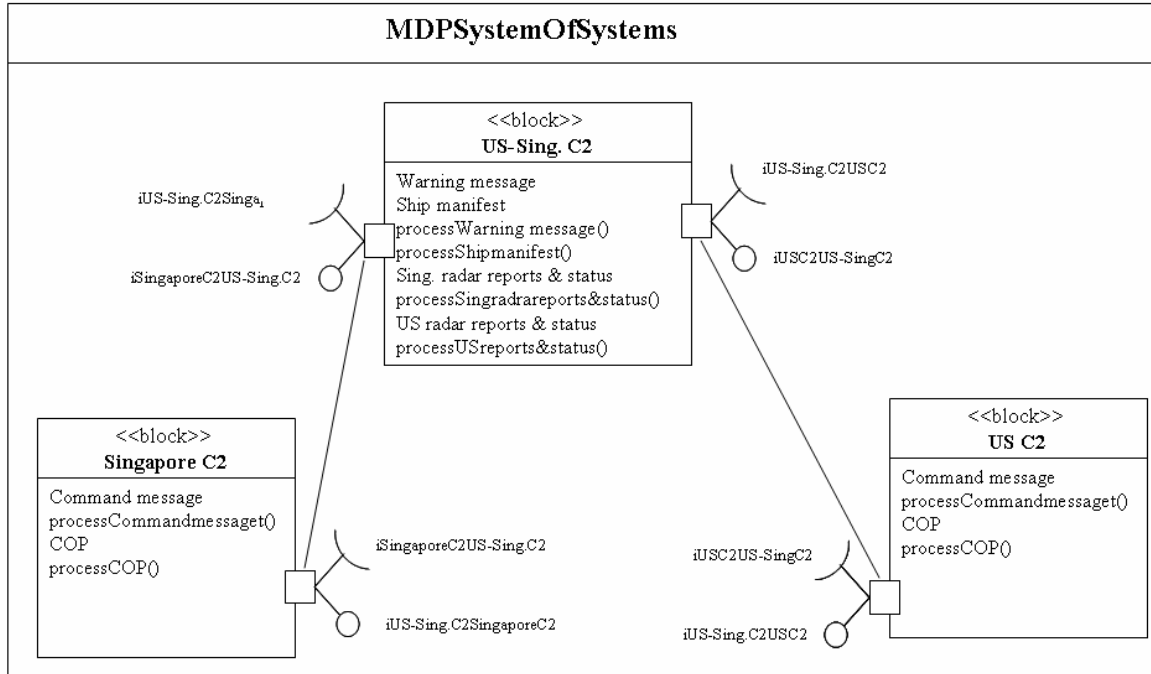 MDPSystemOfSystems
<<block>>
US-Sing. C2
Warning message
Ship manifest
processWarning message()
processShipmanifest()
Sing. radar reports & status
processSingradrareports&status()
US radar reports & status
processUSreports&status()
iUS-Sing.C2Singa
iSingaporeC2US-Sing.C2
iUS-Sing.C2USC2
iUSC2US-SingC2
<<block>>
Singapore C2
Command message
processCommandmessaget()
COP
processCOP()
iSingaporeC2US-Sing.C2
iUS-Sing.C2SingaporeC2
<<block>>
US C2
Command message
processCommandmessaget()
COP
processCOP()
iUSC2US-SingC2
iUS-Sing.C2USC2